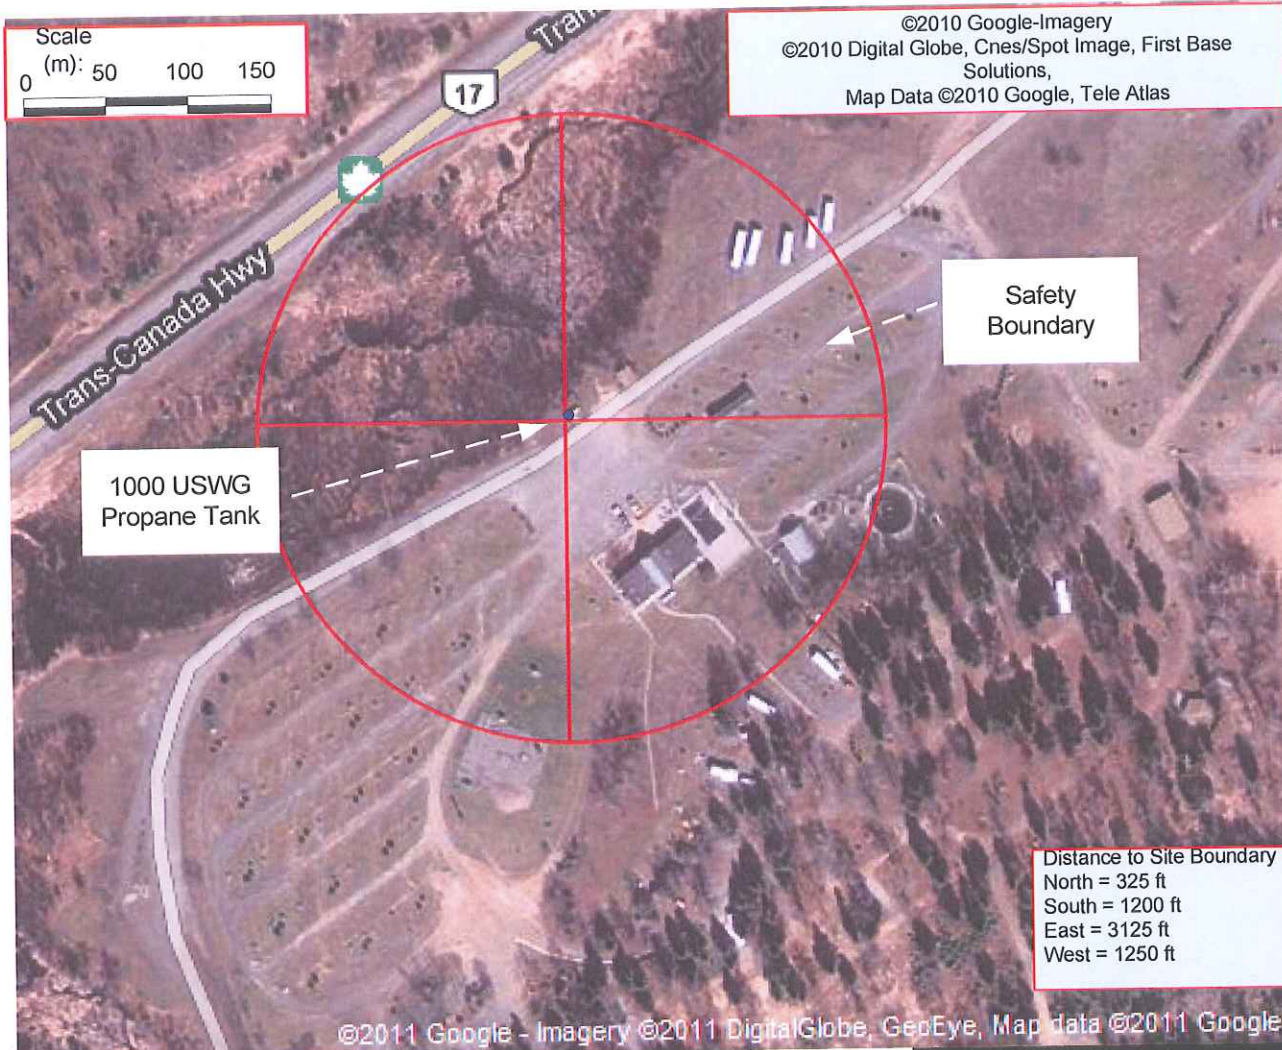 Scale
(m):
0 50 100 150
©2010 Google-Imagery
©2010 Digital Globe, Cnes/Spot Image, First Base
Solutions,
Map Data ©2010 Google, Tele Atlas
Tran
17
Trans-Canada Hwy
Safety
Boundary
1000 USWG
Propane Tank
Distance to Site Boundary
North = 325 ft
South = 1200 ft
East = 3125 ft
West = 1250 ft
©2011 Google - Imagery ©2011 DigitalGlobe, GeoEye, Map data ©2011 Google